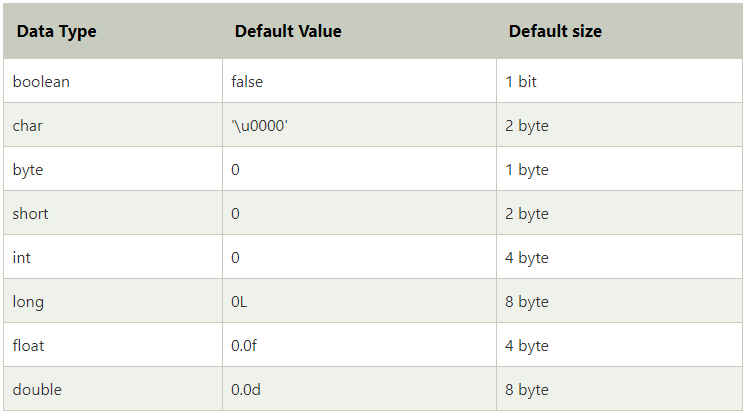 Data Type Default Value Default size
boolean false 1 bit
char '\u0000' 2 byte
byte 0 1 byte
short 0 2 byte
int 0 4 byte
long 0L 8 byte
float 0.0f 4 byte
double 0.0d 8 byte